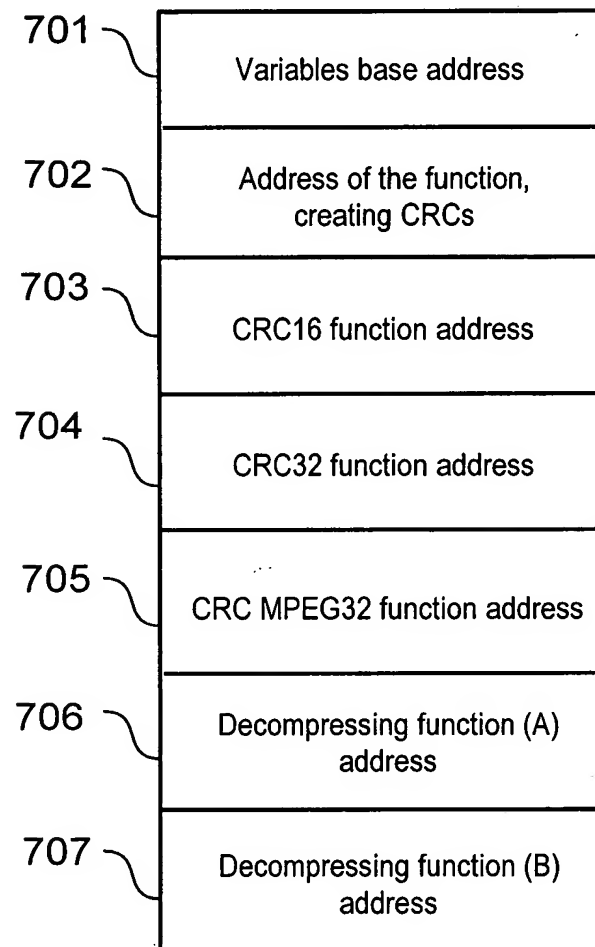 701
Variables base address
702
Address of the function,
creating CRCs
703
CRC16 function address
704
CRC32 function address
705
CRC MPEG32 function address
706
Decompressing function (A)
address
707
Decompressing function (B)
address